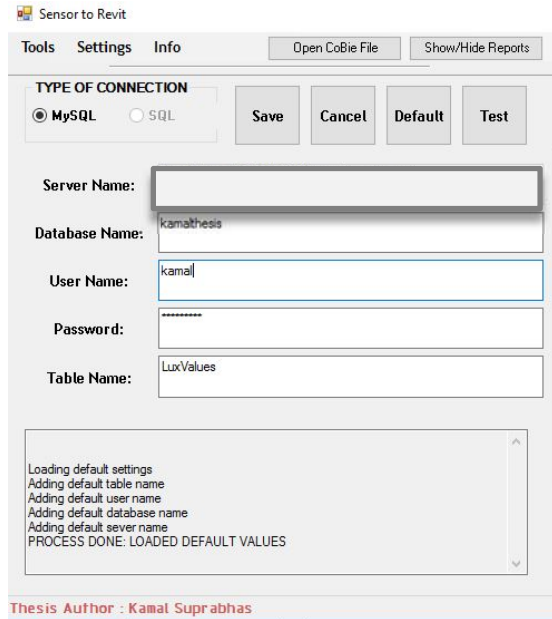 Sensor to Revit
Tools Settings Info Open CoBie File Show/Hide Reports
TYPE OF CONNECTION
MySQL SQL Save Cancel Default Test
Server Name:
Database Name: kamalthesis
User Name: kamal
Password: *********
Table Name: LuxValues
Loading default settings
Adding default table name
Adding default user name
Adding default database name
Adding default sever name
PROCESS DONE: LOADED DEFAULT VALUES
Thesis Author : Kamal Suprabhas